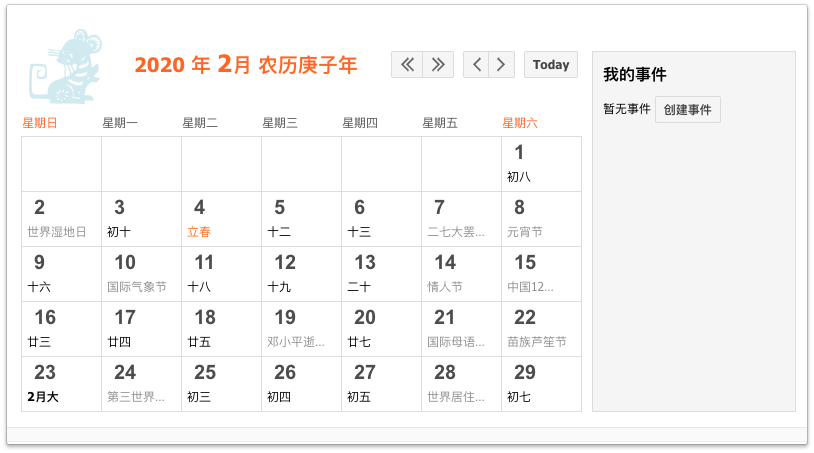 2020 年 2月 农历庚子年
Today
星期日 星期一 星期二 星期三 星期四 星期五 星期六
1
初八
2 3 4 5 6 7 8
世界湿地日 初十 立春 十二 十三 二七大罢... 元宵节
9 10 11 12 13 14 15
十六 国际气象节 十八 十九 二十 情人节 中国12...
16 17 18 19 20 21 22
廿三 廿四 廿五 邓小平逝... 廿七 国际母语... 苗族芦笙节
23 24 25 26 27 28 29
2月大 第三世界... 初三 初四 初五 世界居住... 初七
我的事件
暂无事件 创建事件